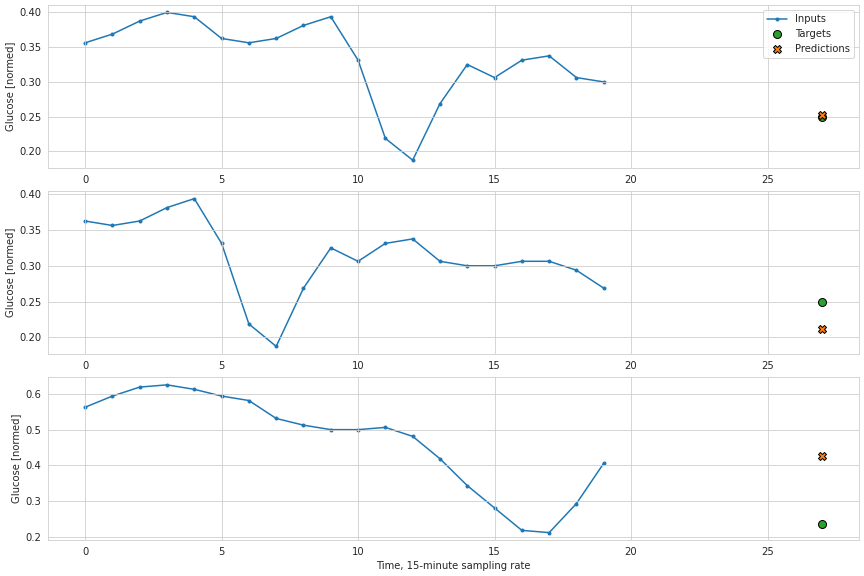 0.40
0.35
0.30
0.25
0.20
Glucose [normed]
Inputs
Targets
Predictions
0 5 10 15 20 25
0.40
0.35
0.30
0.25
0.20
Glucose [normed]
0 5 10 15 20 25
0.6
0.5
0.4
0.3
0.2
Glucose [normed]
0 5 10 15 20 25
Time, 15-minute sampling rate